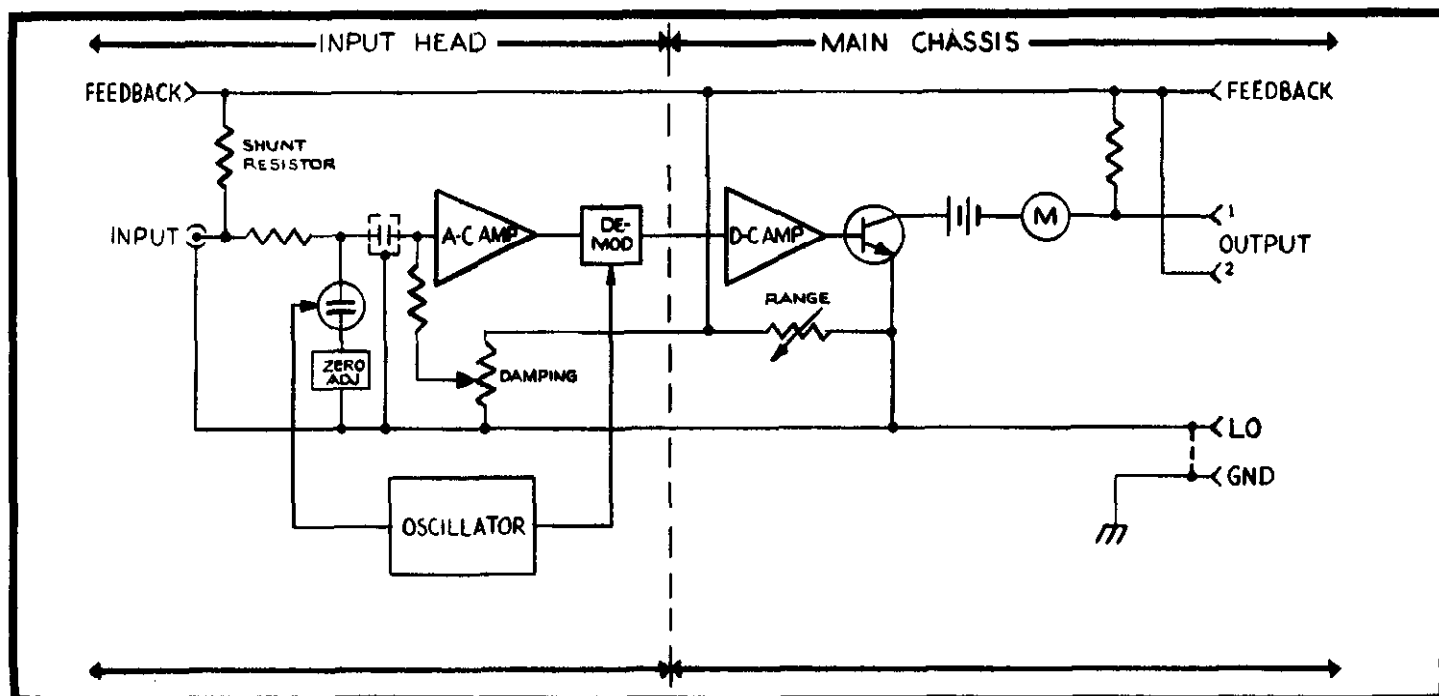 INPUT HEAD
MAIN CHASSIS
FEEDBACK
FEEDBACK
SHUNT
RESISTOR
INPUT
A-C AMP
DE-
MOD
D-C AMP
M
1
OUTPUT
2
RANGE
ZERO
ADJ
DAMPING
LO
GND
OSCILLATOR